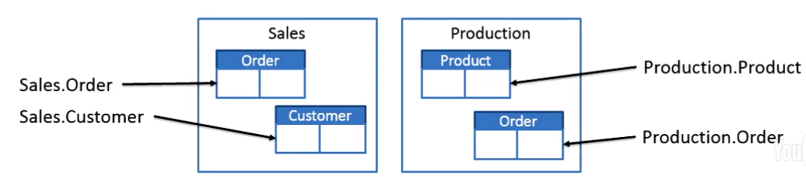 Sales
Production
Order
Product
Sales.Order
Production.Product
Sales.Customer
Customer
Order
Production.Order